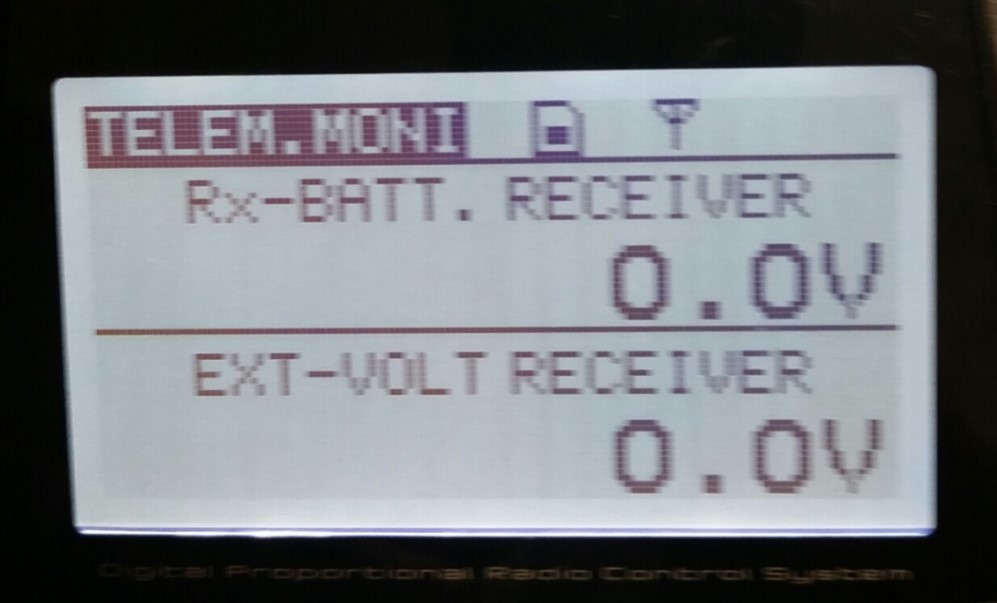 TELEM.MONI
Rx-BATT. RECEIVER
0.0V
EXT-VOLT RECEIVER
0.0V
Digital Proportional Radio Control System